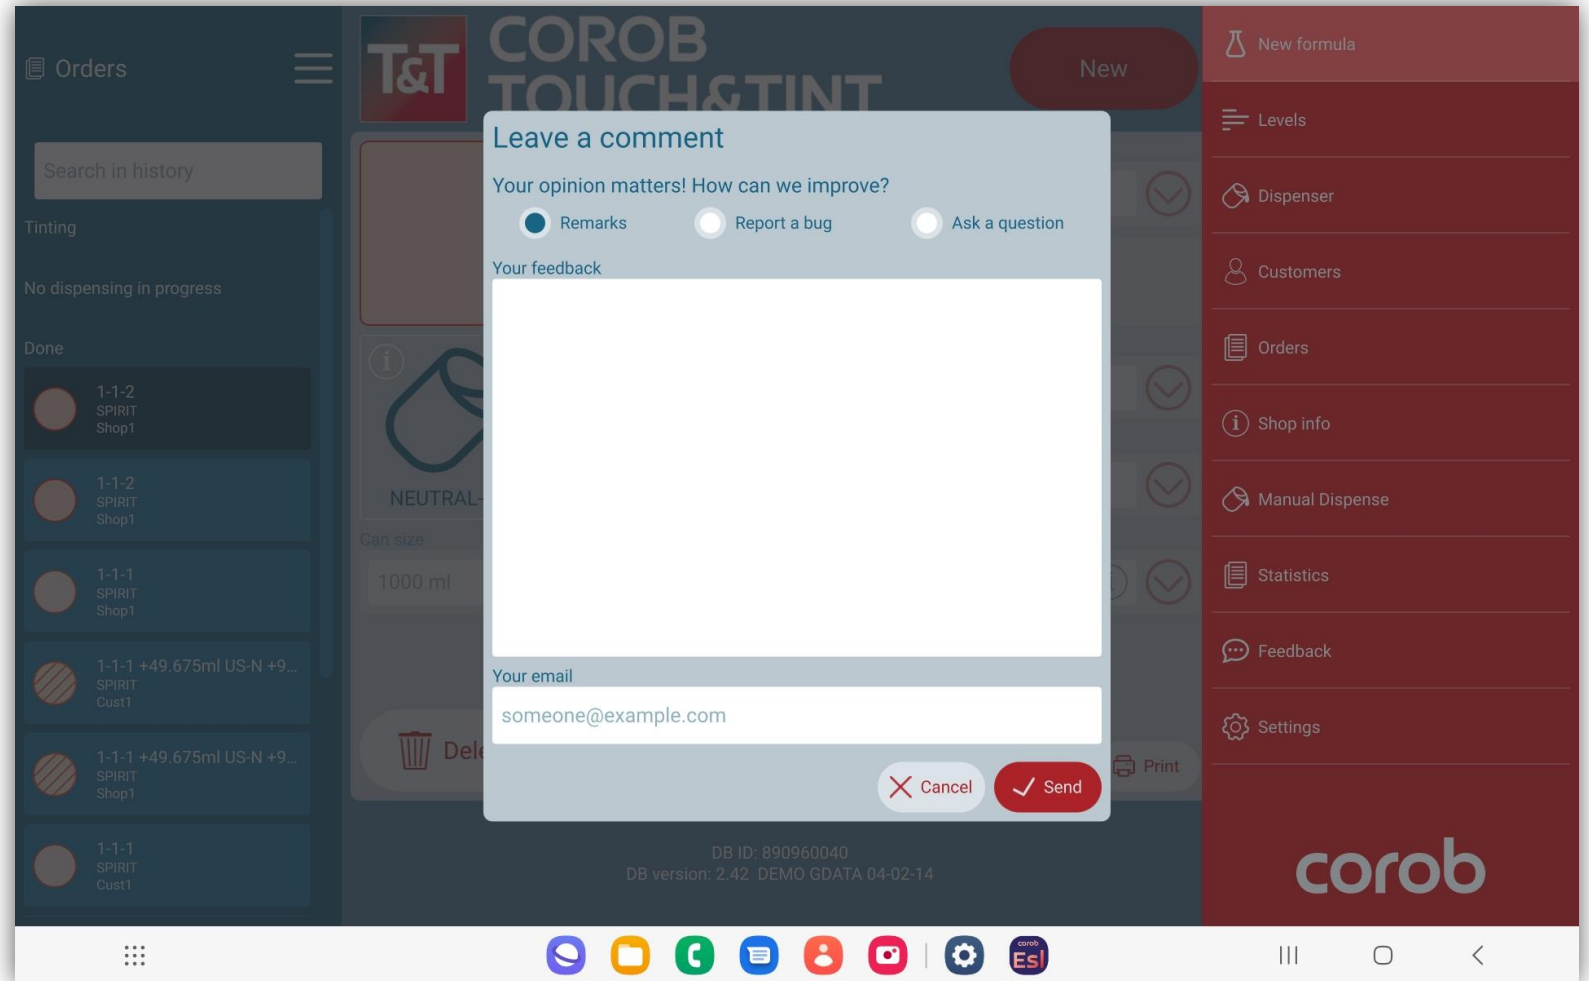 Orders
Search in history
Tinting
No dispensing in progress
Done
1-1-2
SPIRIT
Shop1
1-1-2
SPIRIT
Shop1
1-1-1
SPIRIT
Shop1
1-1-1 +49.675ml US-N +9...
SPIRIT
Cust1
1-1-1 +49.675ml US-N +9...
SPIRIT
Shop1
1-1-1
SPIRIT
Cust1
T&T
COROB
TOUCH&TINT
New
Leave a comment
Your opinion matters! How can we improve?
Remarks
Report a bug
Ask a question
Your feedback
Your email
someone@example.com
Cancel
Send
i
NEUTRAL-
Can size
1000 ml
Dele
Print
DB ID: 890960040
DB version: 2.42 DEMO GDATA 04-02-14
New formula
Levels
Dispenser
Customers
Orders
i
Shop info
Manual Dispense
Statistics
Feedback
Settings
corob
corob
Esl